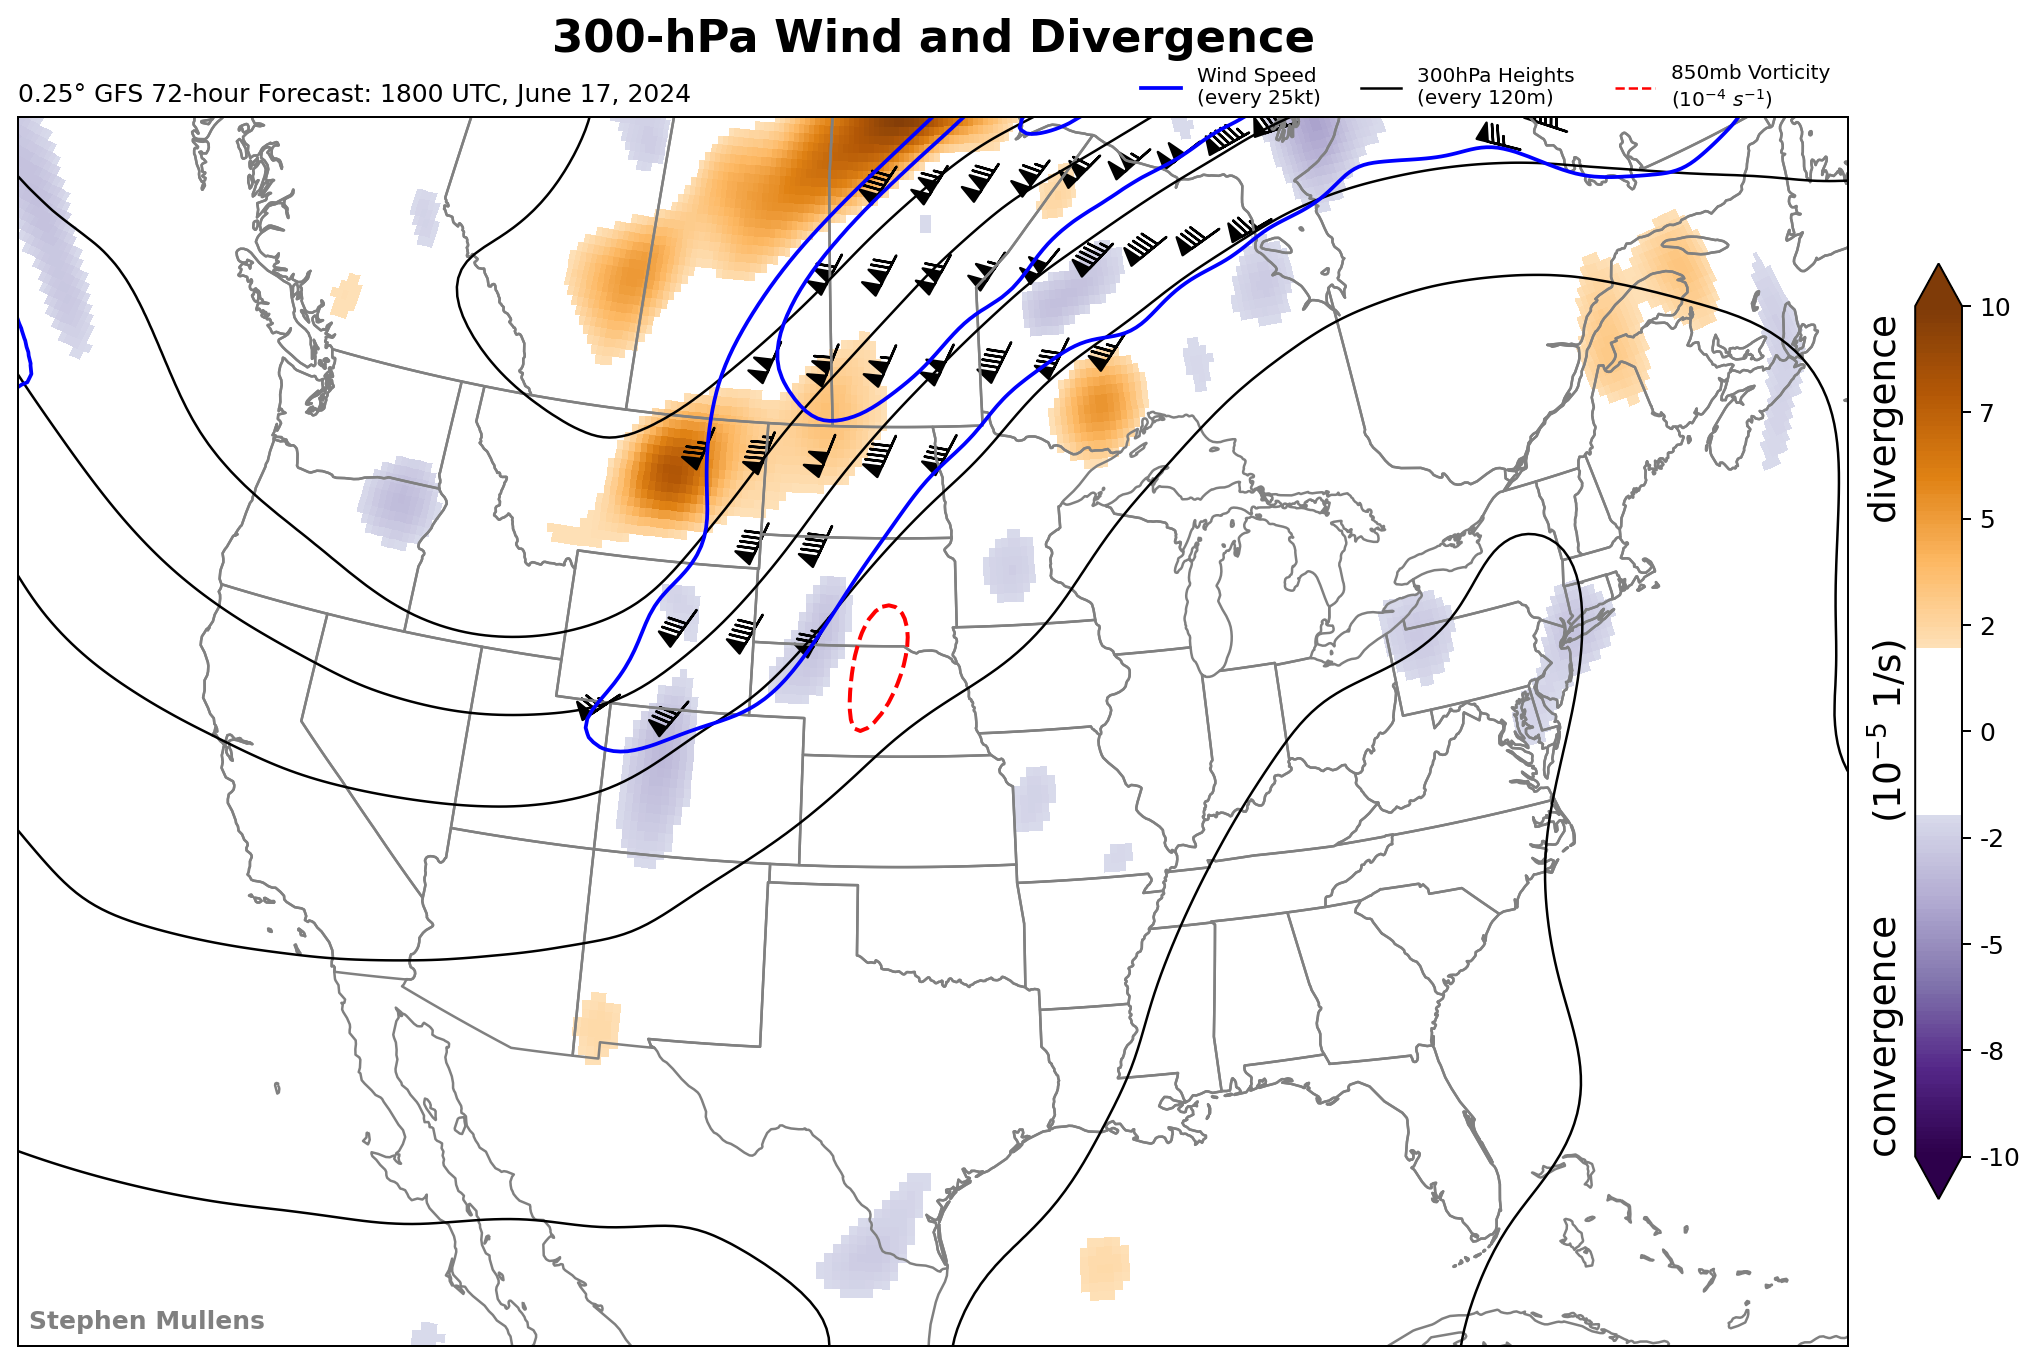 300-hPa Wind and Divergence
0.25° GFS 72-hour Forecast: 1800 UTC, June 17, 2024
Wind Speed
(every 25kt)
300hPa Heights
(every 120m)
850mb Vorticity
(10⁻⁴ s⁻¹)
10
7
5
2
0
-2
-5
-8
-10
convergence (10⁻⁵ 1/s) divergence
Stephen Mullens